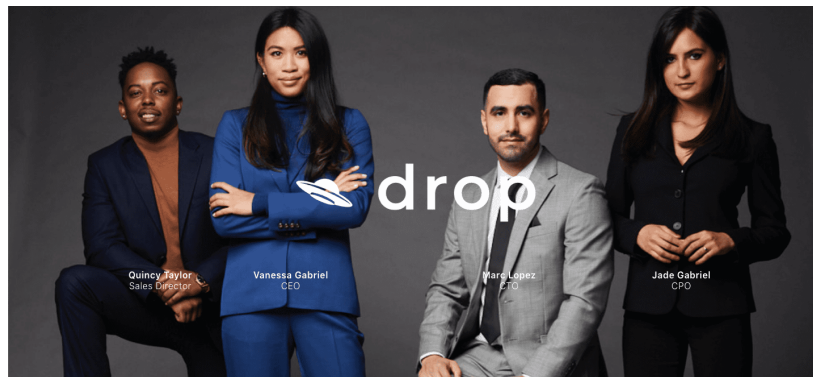 drop
Quincy Taylor
Sales Director
Vanessa Gabriel
CEO
Marc Lopez
CTO
Jade Gabriel
CPO